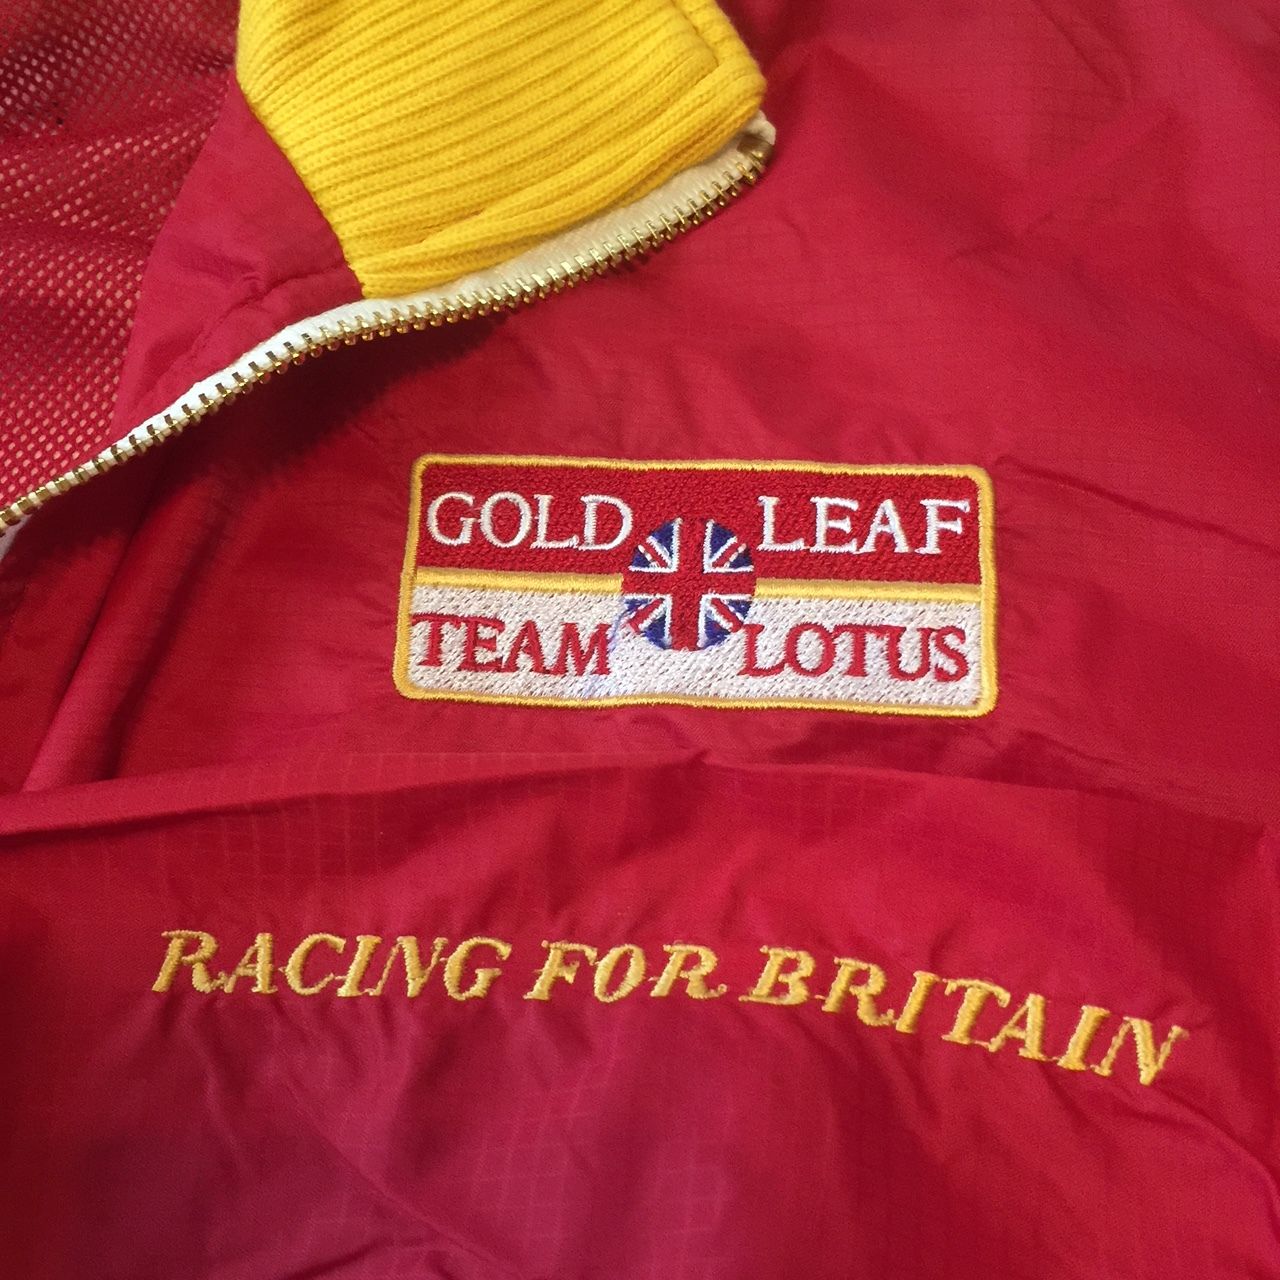 GOLD LEAF
TEAM LOTUS
RACING FOR BRITAIN